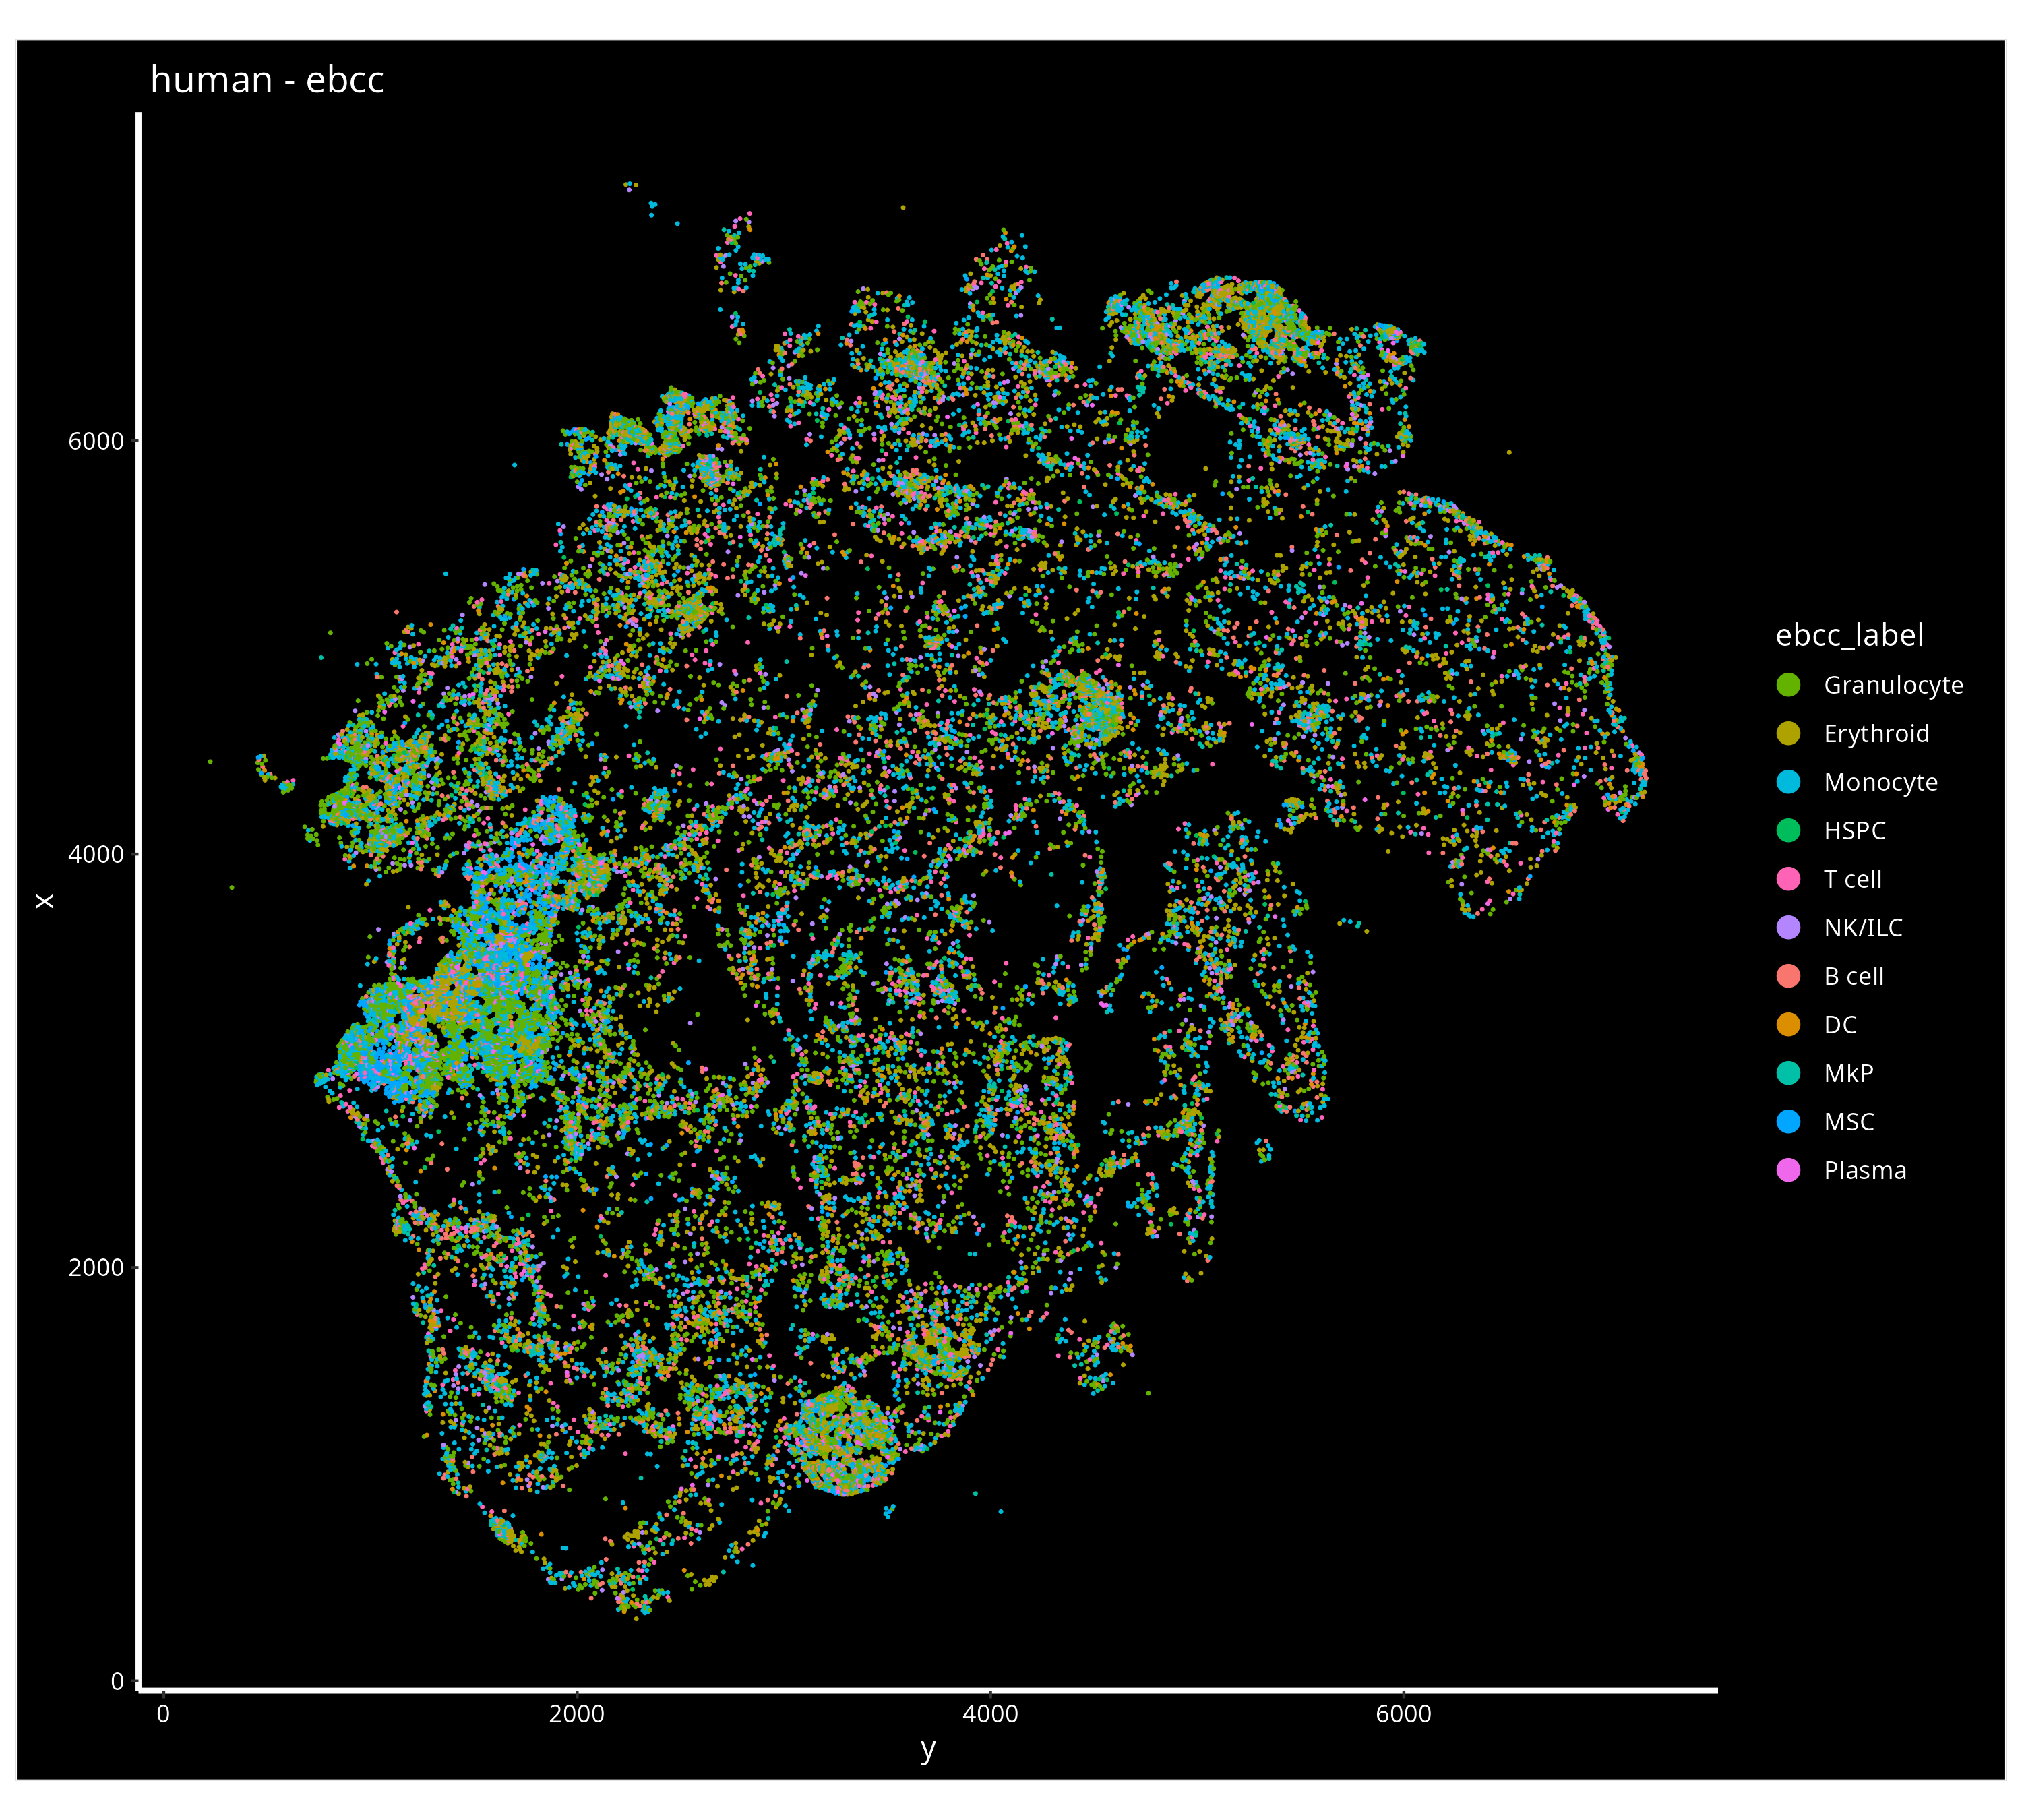 human - ebcc
6000
4000
2000
0
x
0 2000 4000 6000
y
ebcc_label
Granulocyte
Erythroid
Monocyte
HSPC
T cell
NK/ILC
B cell
DC
MkP
MSC
Plasma